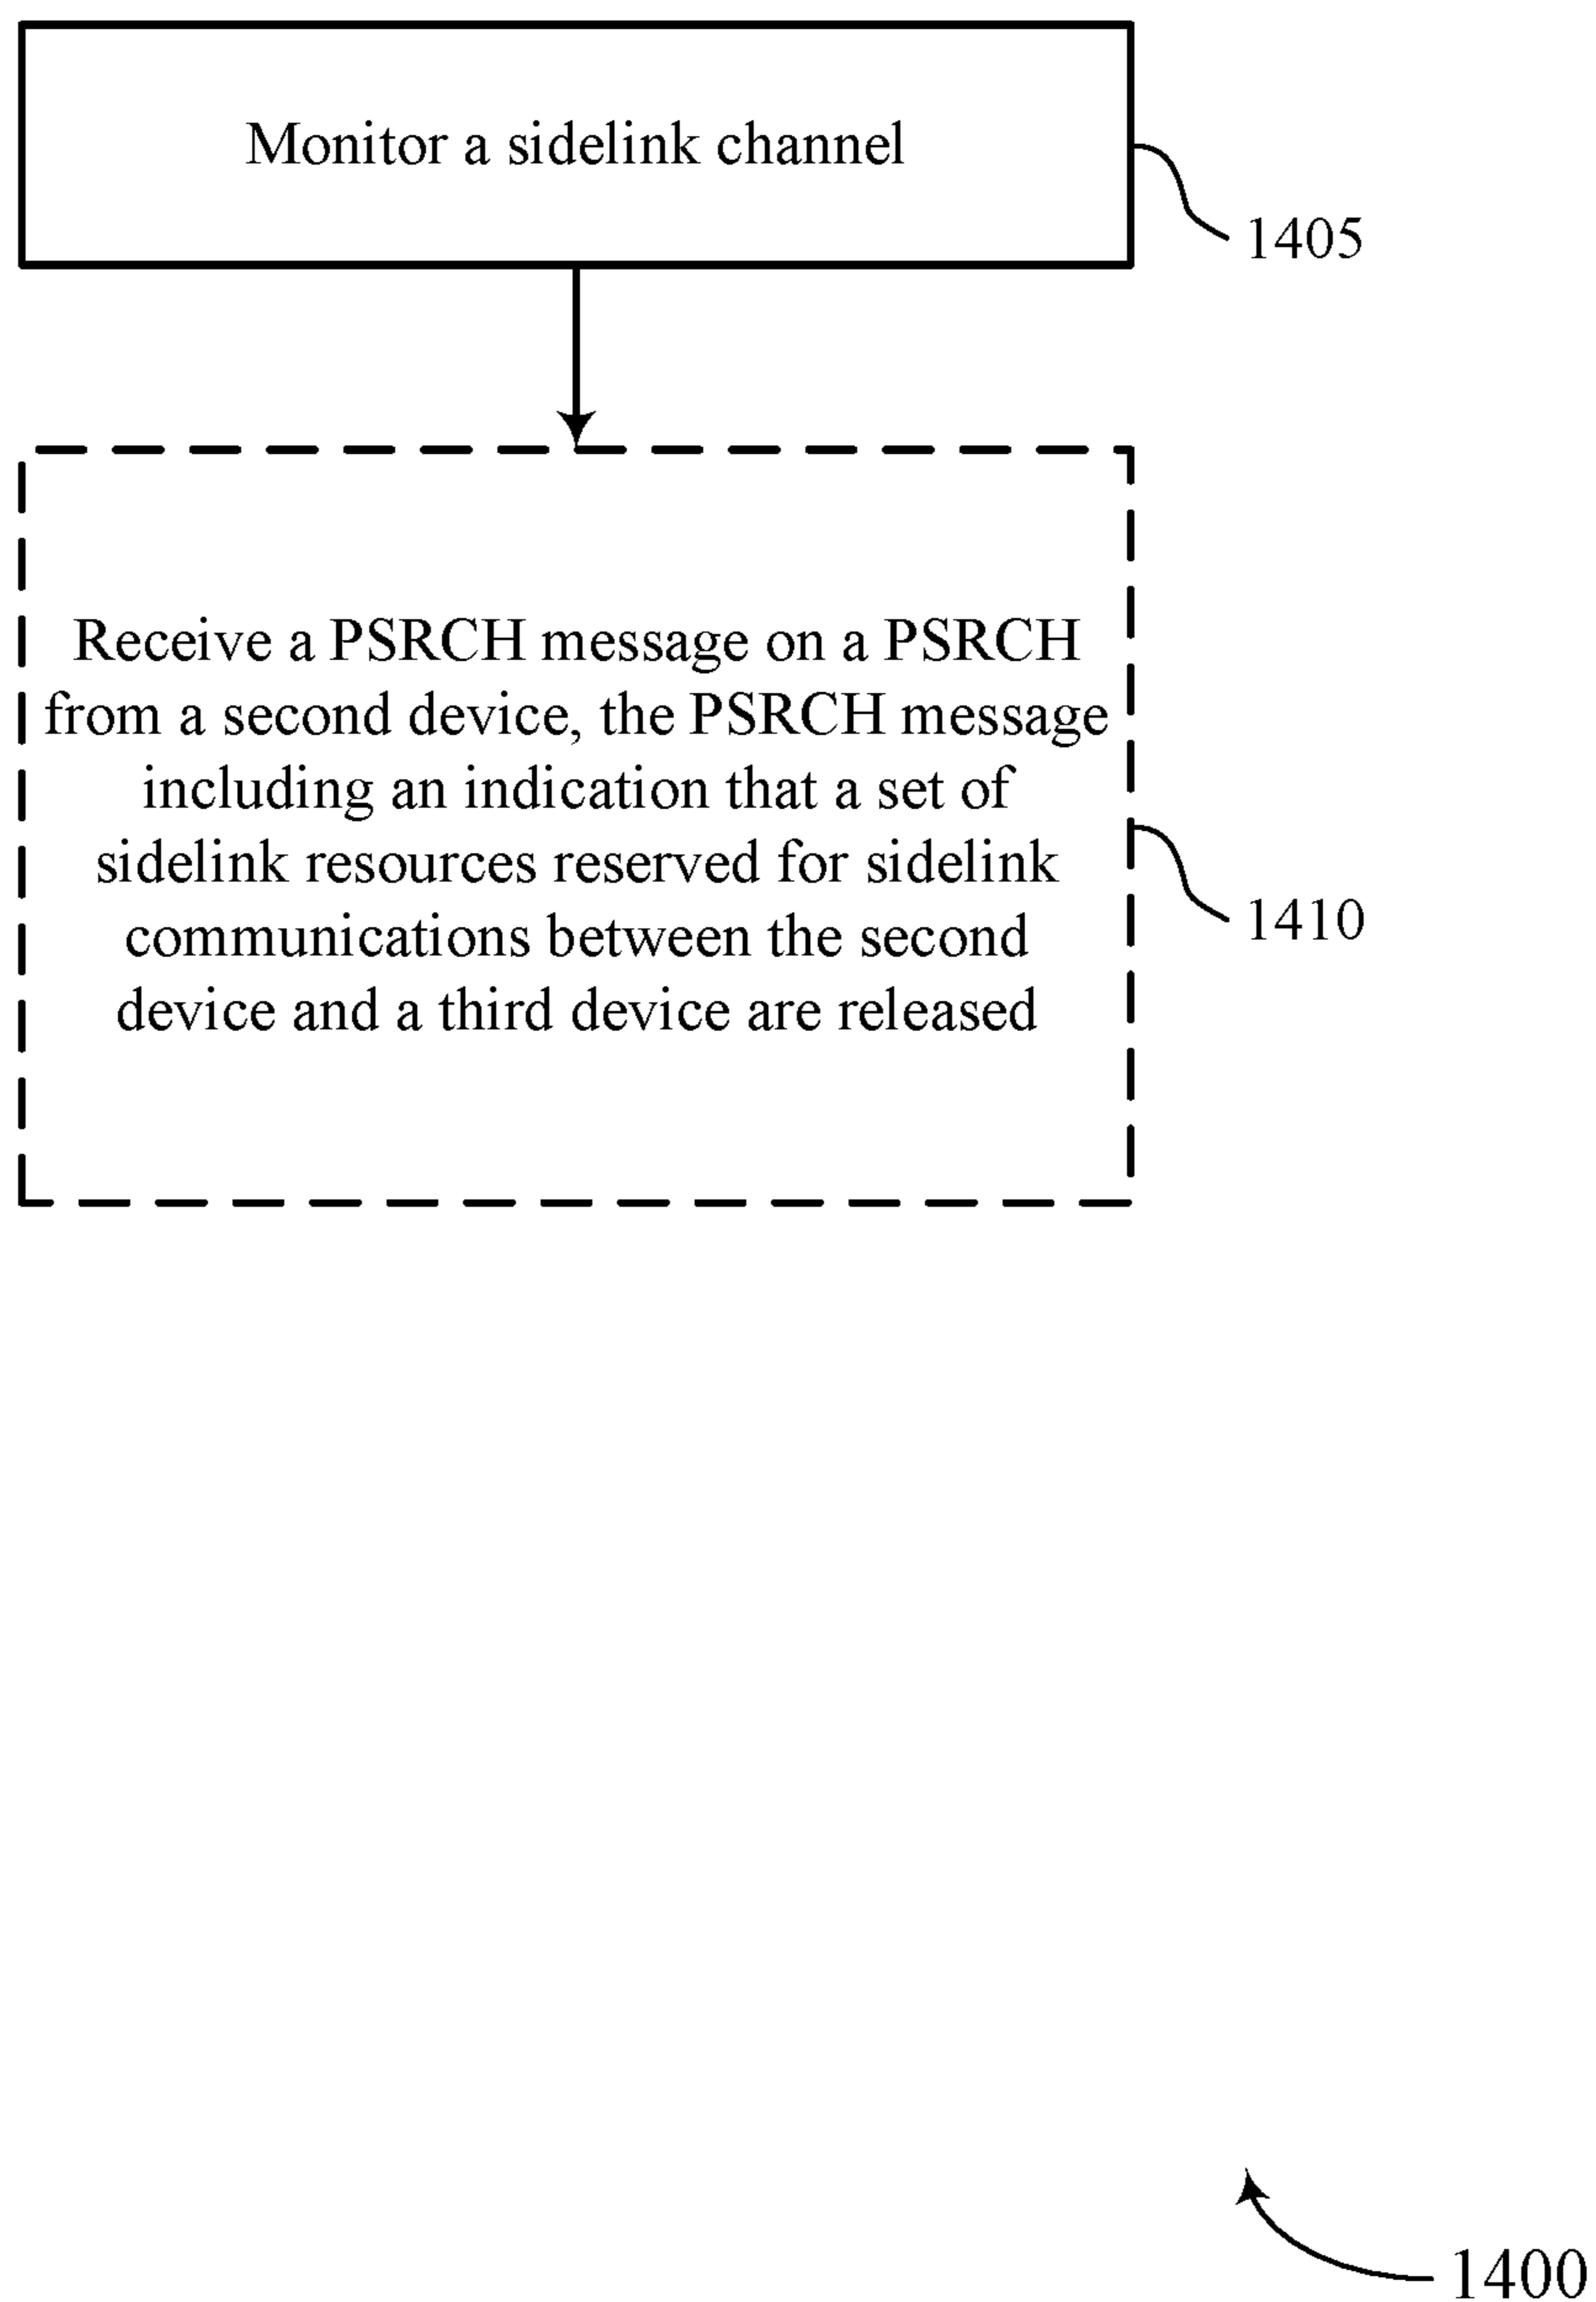 Monitor a sidelink channel
1405
Receive a PSRCH message on a PSRCH
from a second device, the PSRCH message
including an indication that a set of
sidelink resources reserved for sidelink
communications between the second
device and a third device are released
1410
1400